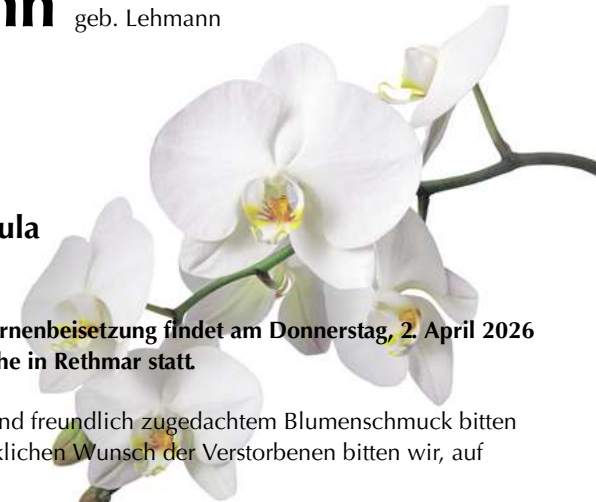 nn geb. Lehmann
ula
rnenbeisetzung findet am Donnerstag, 2. April 2026
he in Rethmar statt.
nd freundlich zugedachtem Blumenschmuck bitten
klichen Wunsch der Verstorbenen bitten wir, auf